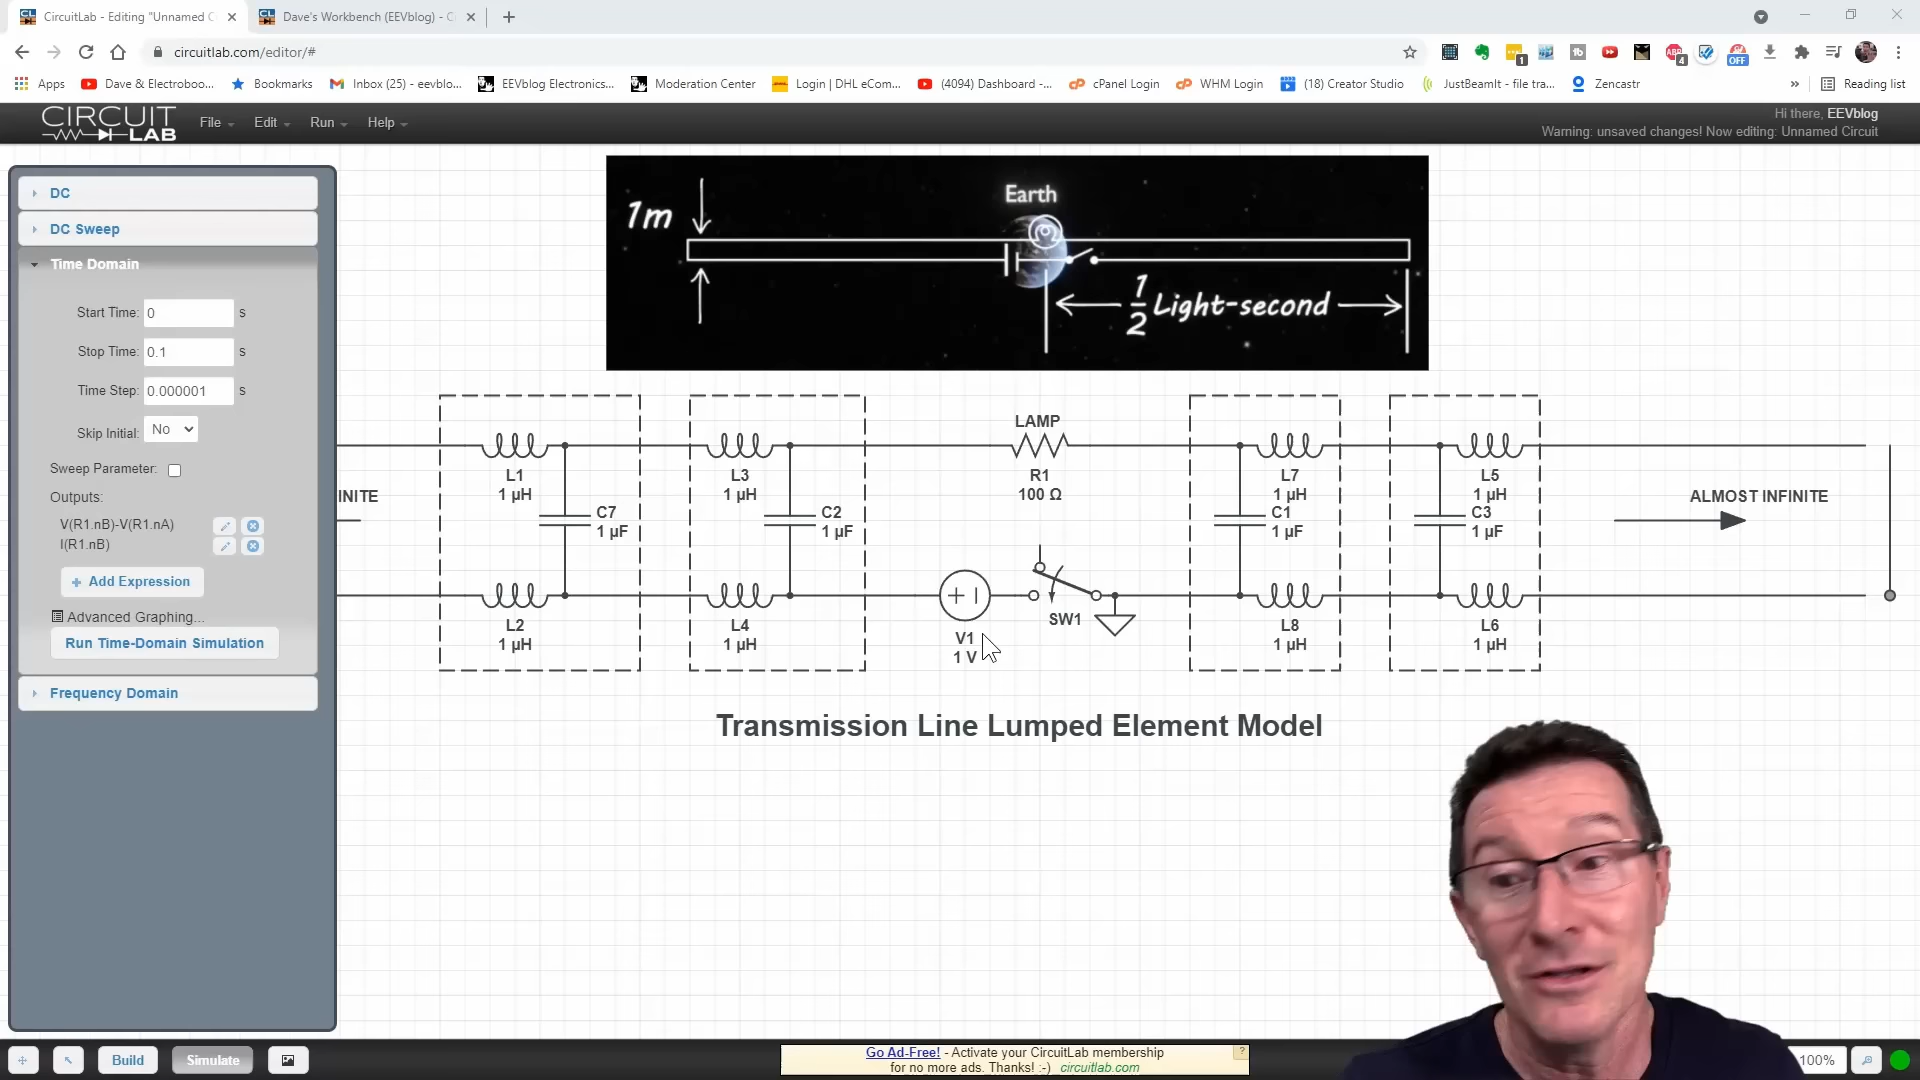 CircuitLab - Editing "Unnamed C
Dave's Workbench (EEVblog) - C
circuitlab.com/editor/#
1
4
OFF
Apps
Dave & Electroboo...
Bookmarks
Inbox (25) - eevblo...
EEVblog Electronics...
Moderation Center
Login | DHL eCom...
(4094) Dashboard -...
cPanel Login
WHM Login
(18) Creator Studio
JustBeamIt - file tra...
Zencastr
»
Reading list
CIRCUIT
LAB
File
Edit
Run
Help
Hi there, EEVblog
Warning: unsaved changes! Now editing: Unnamed Circuit
DC
DC Sweep
Time Domain
Start Time: 0 s
Stop Time: 0.1 s
Time Step: 0.000001 s
Skip Initial: No
Sweep Parameter:
Outputs:
V(R1.nB)-V(R1.nA)
I(R1.nB)
+ Add Expression
Advanced Graphing...
Run Time-Domain Simulation
Frequency Domain
1m
Earth
1/2 Light-second
INITE
L1
1 µH
C7
1 µF
L2
1 µH
L3
1 µH
C2
1 µF
L4
1 µH
LAMP
R1
100 Ω
V1
1 V
SW1
L7
1 µH
C1
1 µF
L8
1 µH
L5
1 µH
C3
1 µF
L6
1 µH
ALMOST INFINITE
Transmission Line Lumped Element Model
Build
Simulate
Go Ad-Free! - Activate your CircuitLab membership
for no more ads. Thanks! :-) circuitlab.com
?
100%